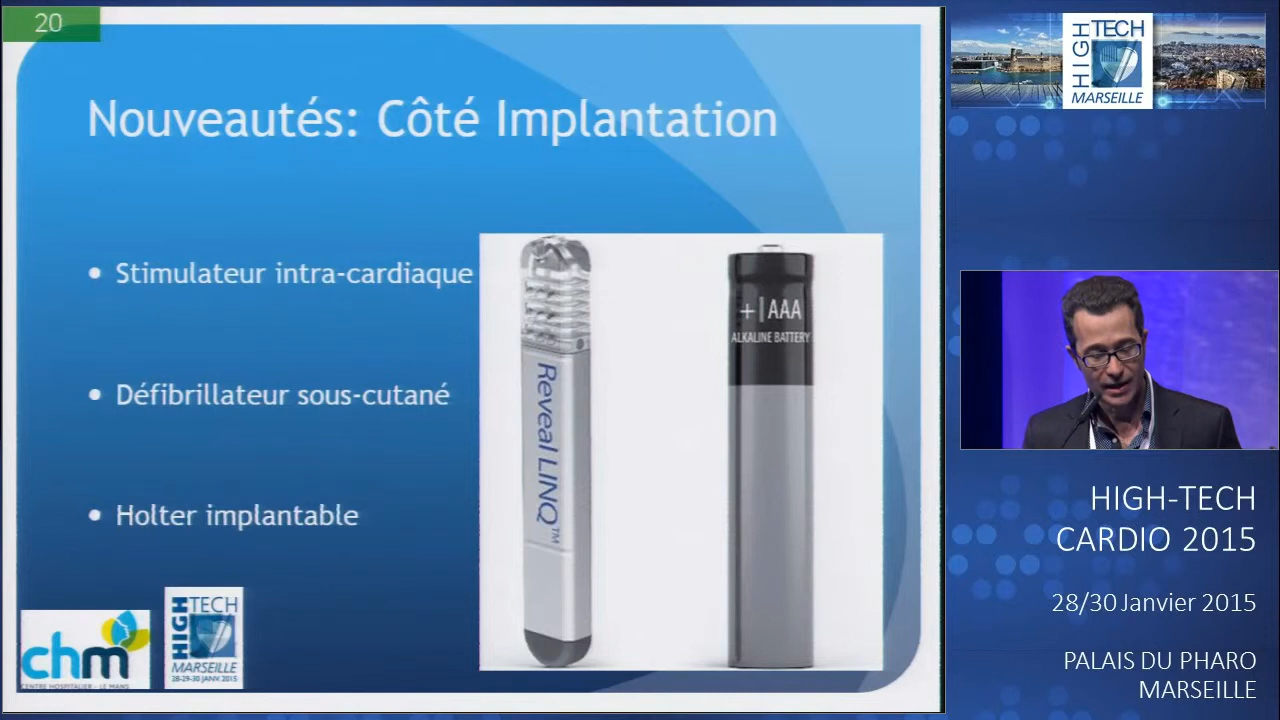 20
Nouveautés: Côté Implantation
• Stimulateur intra-cardiaque
• Défibrillateur sous-cutané
• Holter implantable
Reveal LINQ™
+|AAA
ALKALINE BATTERY
chm
CENTRE HOSPITALIER - LE MANS
HIGH
TECH
MARSEILLE
28-29-30 JANV. 2015
HIGH
TECH
MARSEILLE
HIGH-TECH
CARDIO 2015
28/30 Janvier 2015
PALAIS DU PHARO
MARSEILLE